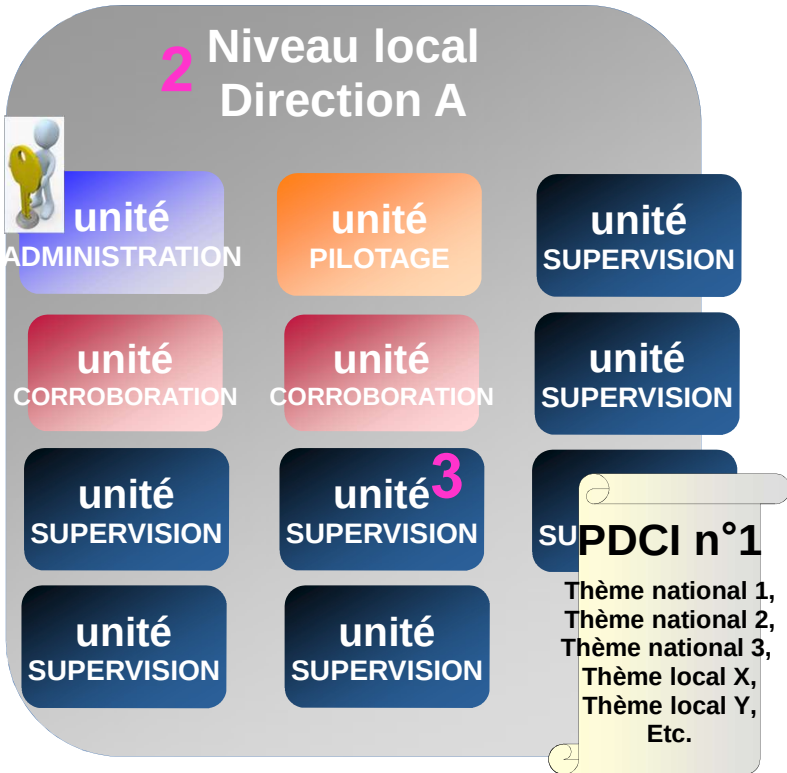 2
Niveau local
Direction A
unité
ADMINISTRATION
unité
PILOTAGE
unité
SUPERVISION
unité
CORROBORATION
unité
CORROBORATION
unité
SUPERVISION
unité
SUPERVISION
unité
3
SUPERVISION
SU
unité
SUPERVISION
unité
SUPERVISION
PDCI n°1
Thème national 1,
Thème national 2,
Thème national 3,
Thème local X,
Thème local Y,
Etc.